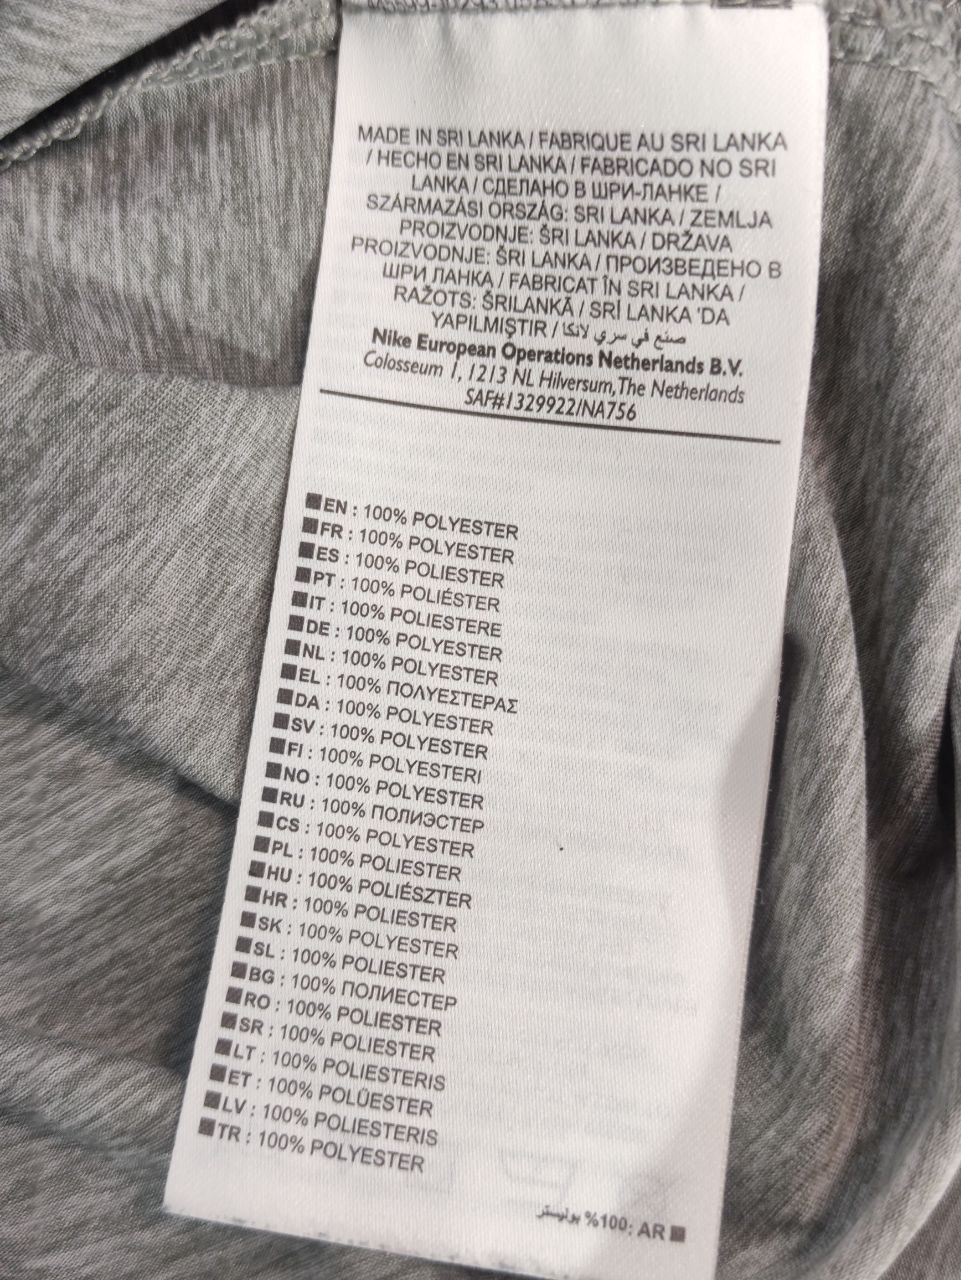 MADE IN SRI LANKA / FABRIQUE AU SRI LANKA
/ HECHO EN SRI LANKA / FABRICADO NO SRI
LANKA / СДЕЛАНО В ШРИ-ЛАНКЕ /
SZÁRMAZÁSI ORSZÁG: SRI LANKA / ZEMLJA
PROIZVODNJE: ŠRI LANKA / DRŽAVA
PROIZVODNJE: ŠRI LANKA / ПРОИЗВЕДЕНО В
ШРИ ЛАНКА / FABRICAT ÎN SRI LANKA /
RAŽOTS: ŠRILANKĀ / SRİ LANKA 'DA
YAPILMIŞTIR / صنع في سري لانكا
Nike European Operations Netherlands B.V.
Colosseum 1, 1213 NL Hilversum,The Netherlands
SAF#1329922/NA756
EN : 100% POLYESTER
FR : 100% POLYESTER
ES : 100% POLIESTER
PT : 100% POLIÉSTER
IT : 100% POLIESTERE
DE : 100% POLYESTER
NL : 100% POLYESTER
EL : 100% ΠΟΛΥΕΣΤΕΡΑΣ
DA : 100% POLYESTER
SV : 100% POLYESTER
FI : 100% POLYESTERI
NO : 100% POLYESTER
RU : 100% ПОЛИЭСТЕР
CS : 100% POLYESTER
PL : 100% POLIESTER
HU : 100% POLIÉSZTER
HR : 100% POLIESTER
SK : 100% POLYESTER
SL : 100% POLIESTER
BG : 100% ПОЛИЕСТЕР
RO : 100% POLIESTER
SR : 100% POLIESTER
LT : 100% POLIESTERIS
ET : 100% POLÜESTER
LV : 100% POLIESTERIS
TR : 100% POLYESTER
AR :100% بوليستر